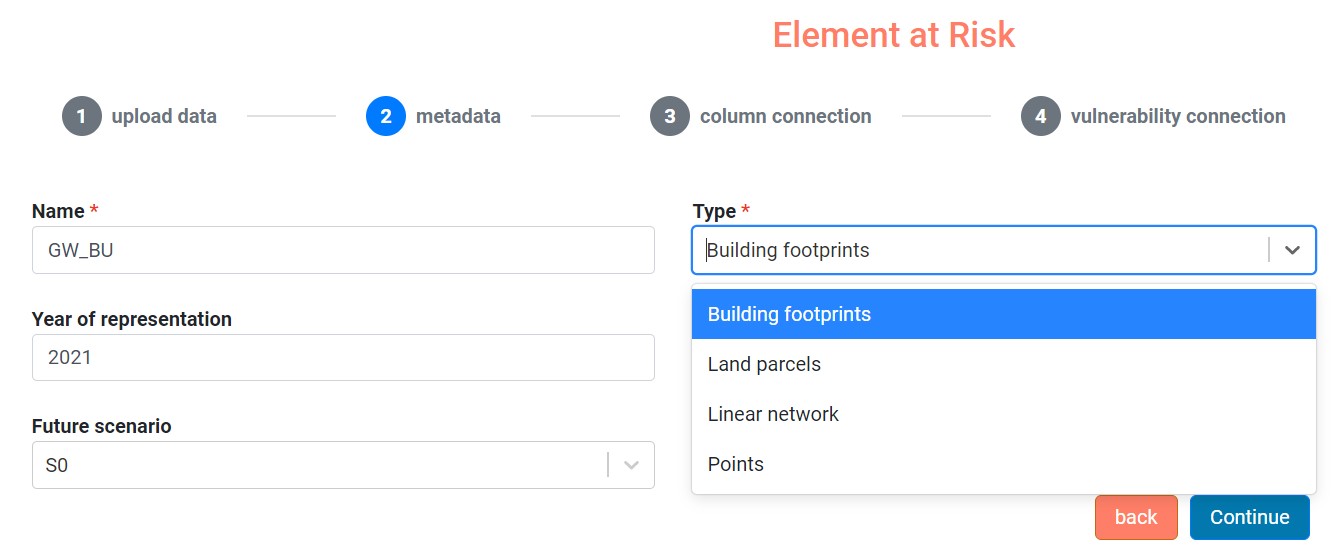 Element at Risk
1 upload data
2 metadata
3 column connection
4 vulnerability connection
Name *
GW_BU
Type *
Building footprints
Building footprints
Land parcels
Linear network
Points
Year of representation
2021
Future scenario
S0
back
Continue